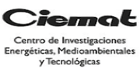 Ciemat
Centro de Investigaciones
Energéticas, Medioambientales
y Tecnológicas